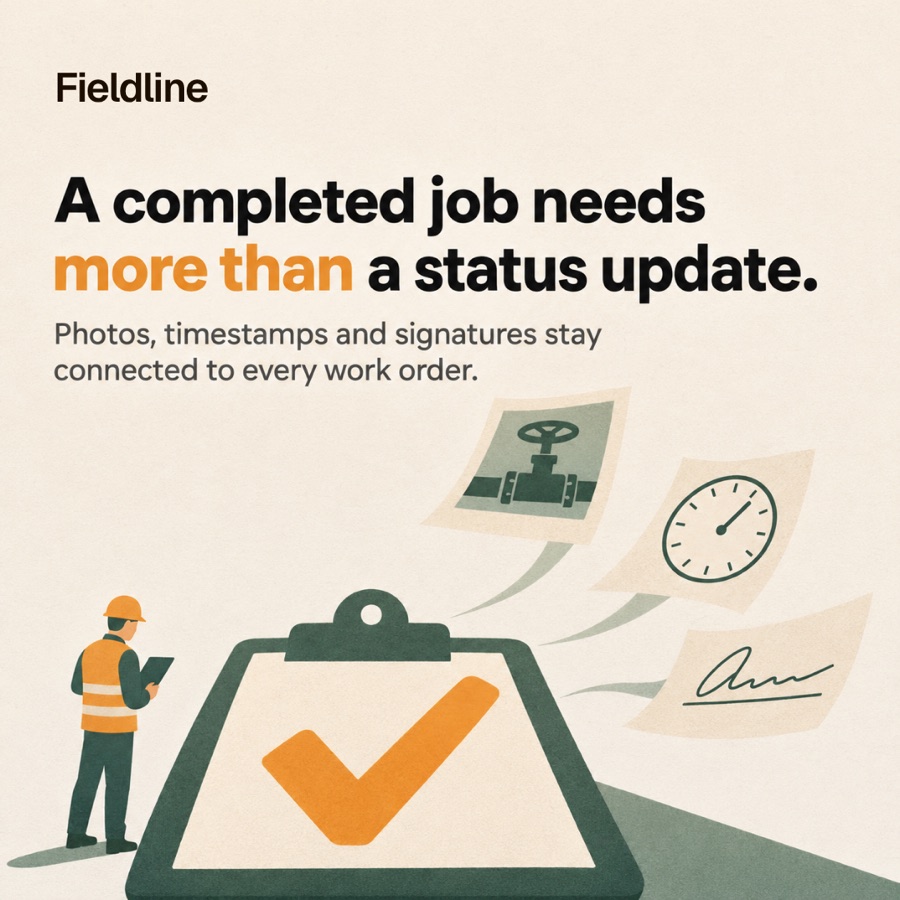 Fieldline
A completed job needs
more than a status update.
Photos, timestamps and signatures stay
connected to every work order.